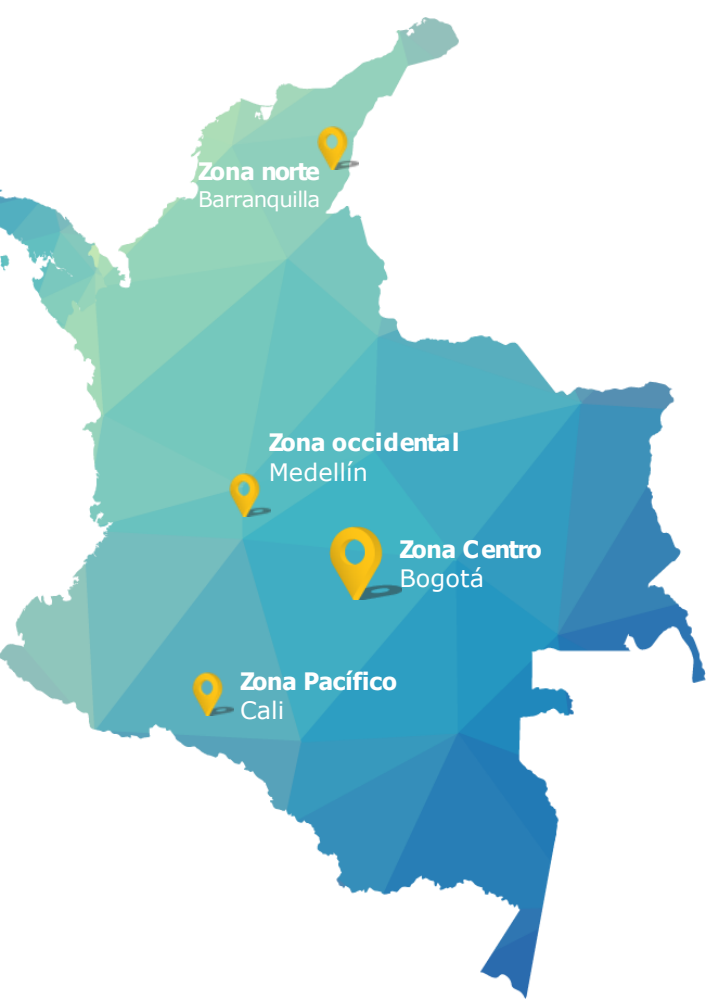 Zona norte
Barranquilla
Zona occidental
Medellín
Zona Centro
Bogotá
Zona Pacífico
Cali